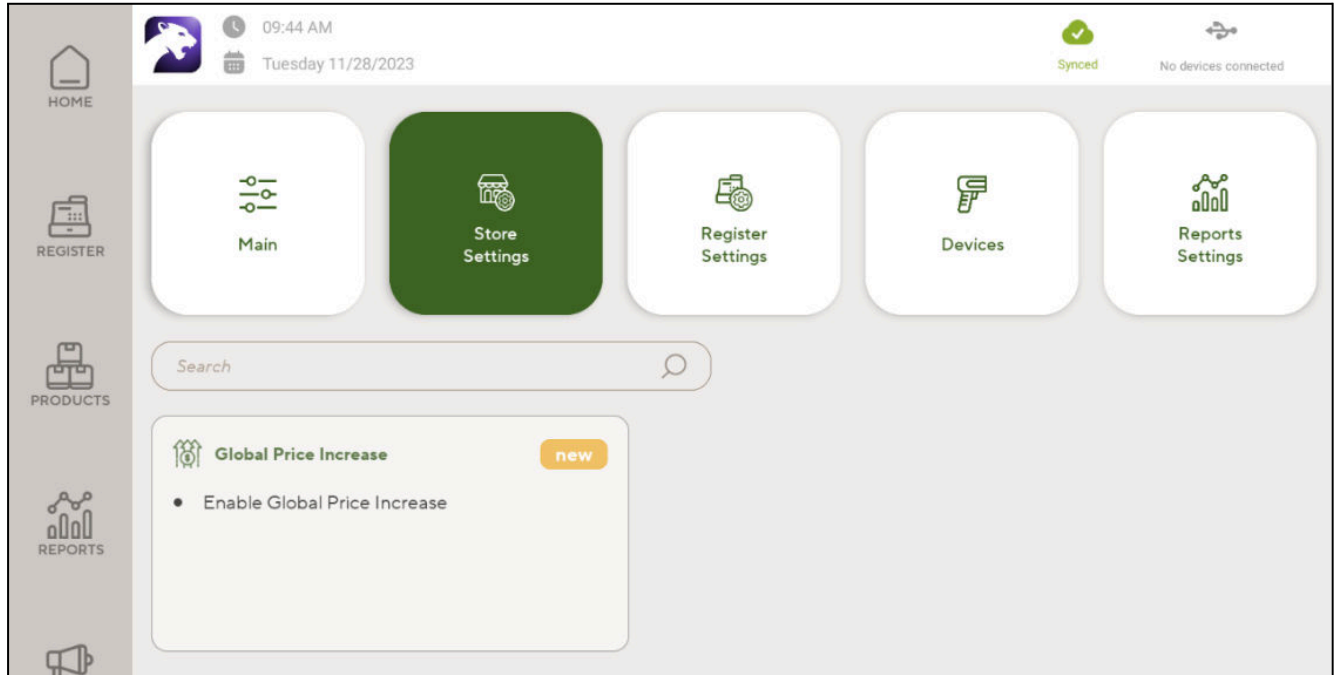 09:44 AM
Tuesday 11/28/2023
Synced
No devices connected
HOME
REGISTER
PRODUCTS
REPORTS
Main
Store
Settings
Register
Settings
Devices
Reports
Settings
Search
Global Price Increase
new
• Enable Global Price Increase